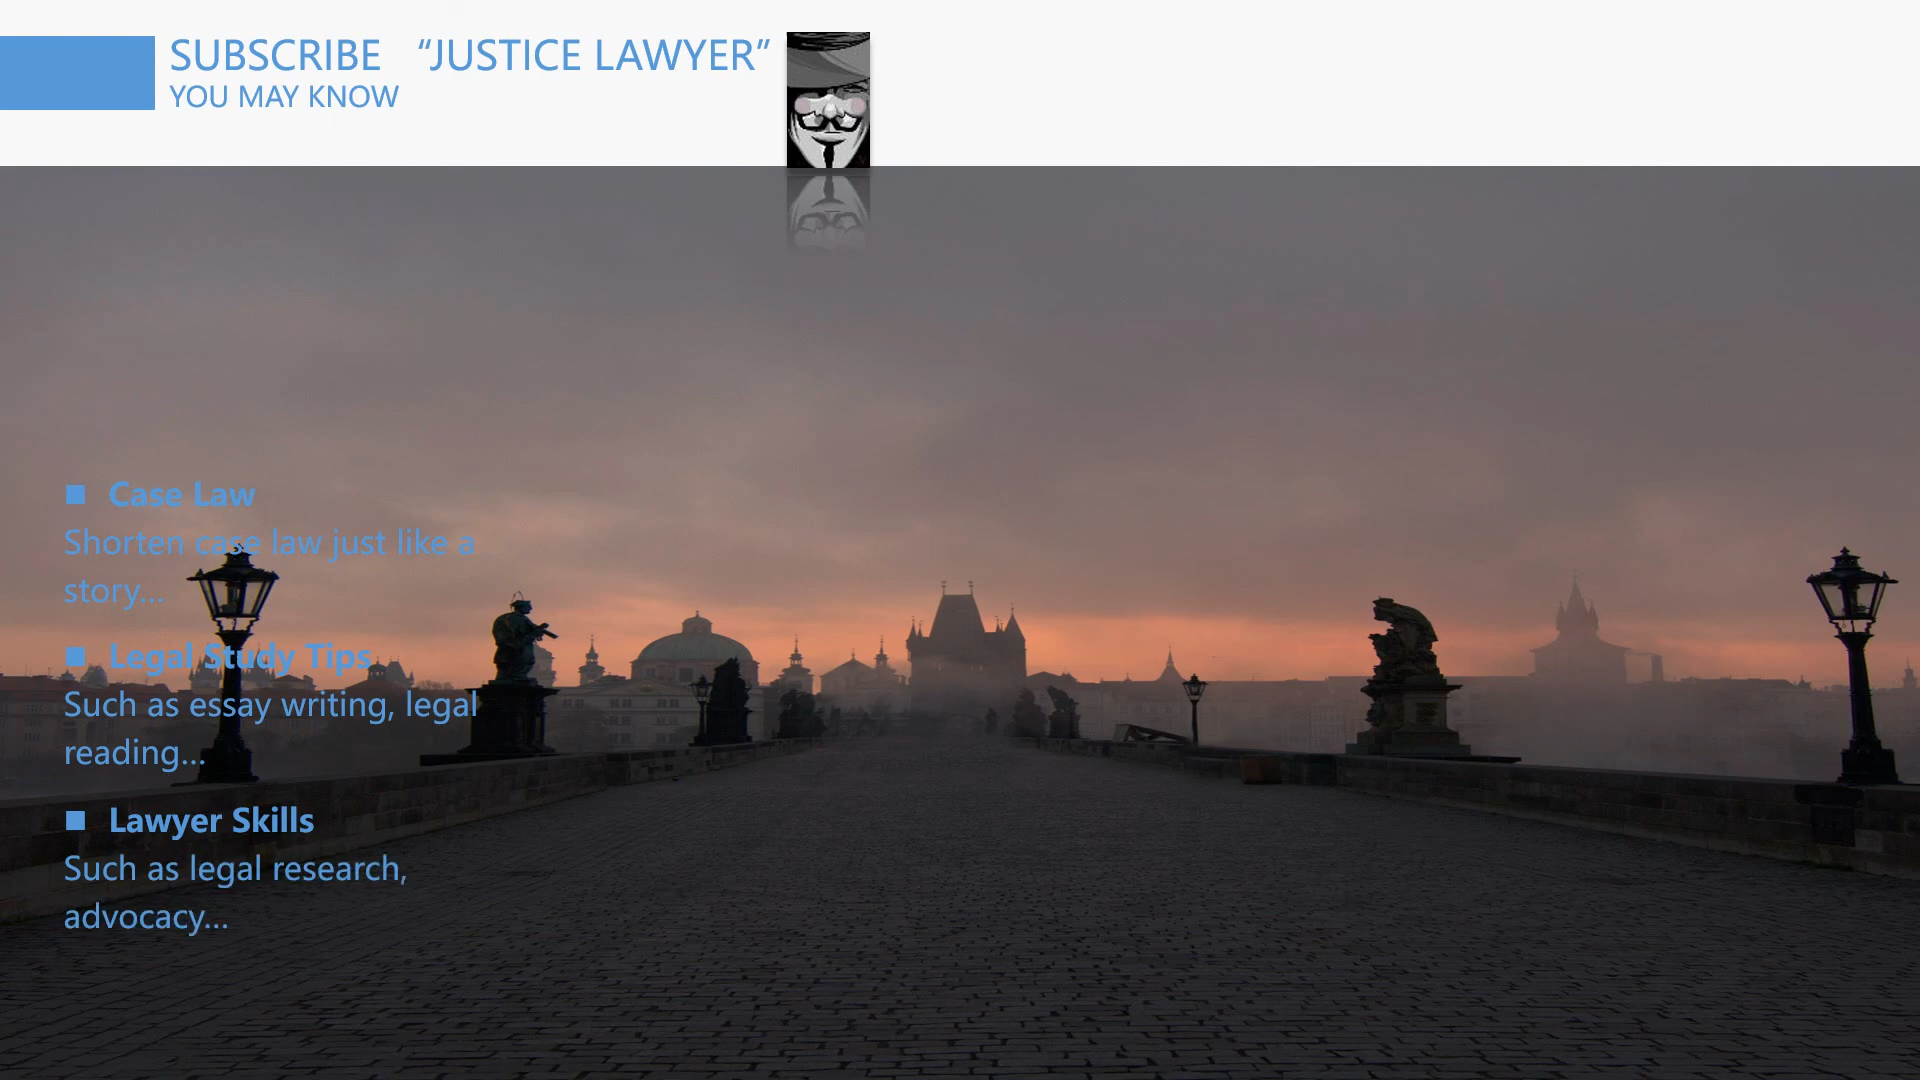 SUBSCRIBE “JUSTICE LAWYER”
YOU MAY KNOW
Case Law
Shorten case law just like a
story...
Legal Study Tips
Such as essay writing, legal
reading...
Lawyer Skills
Such as legal research,
advocacy...